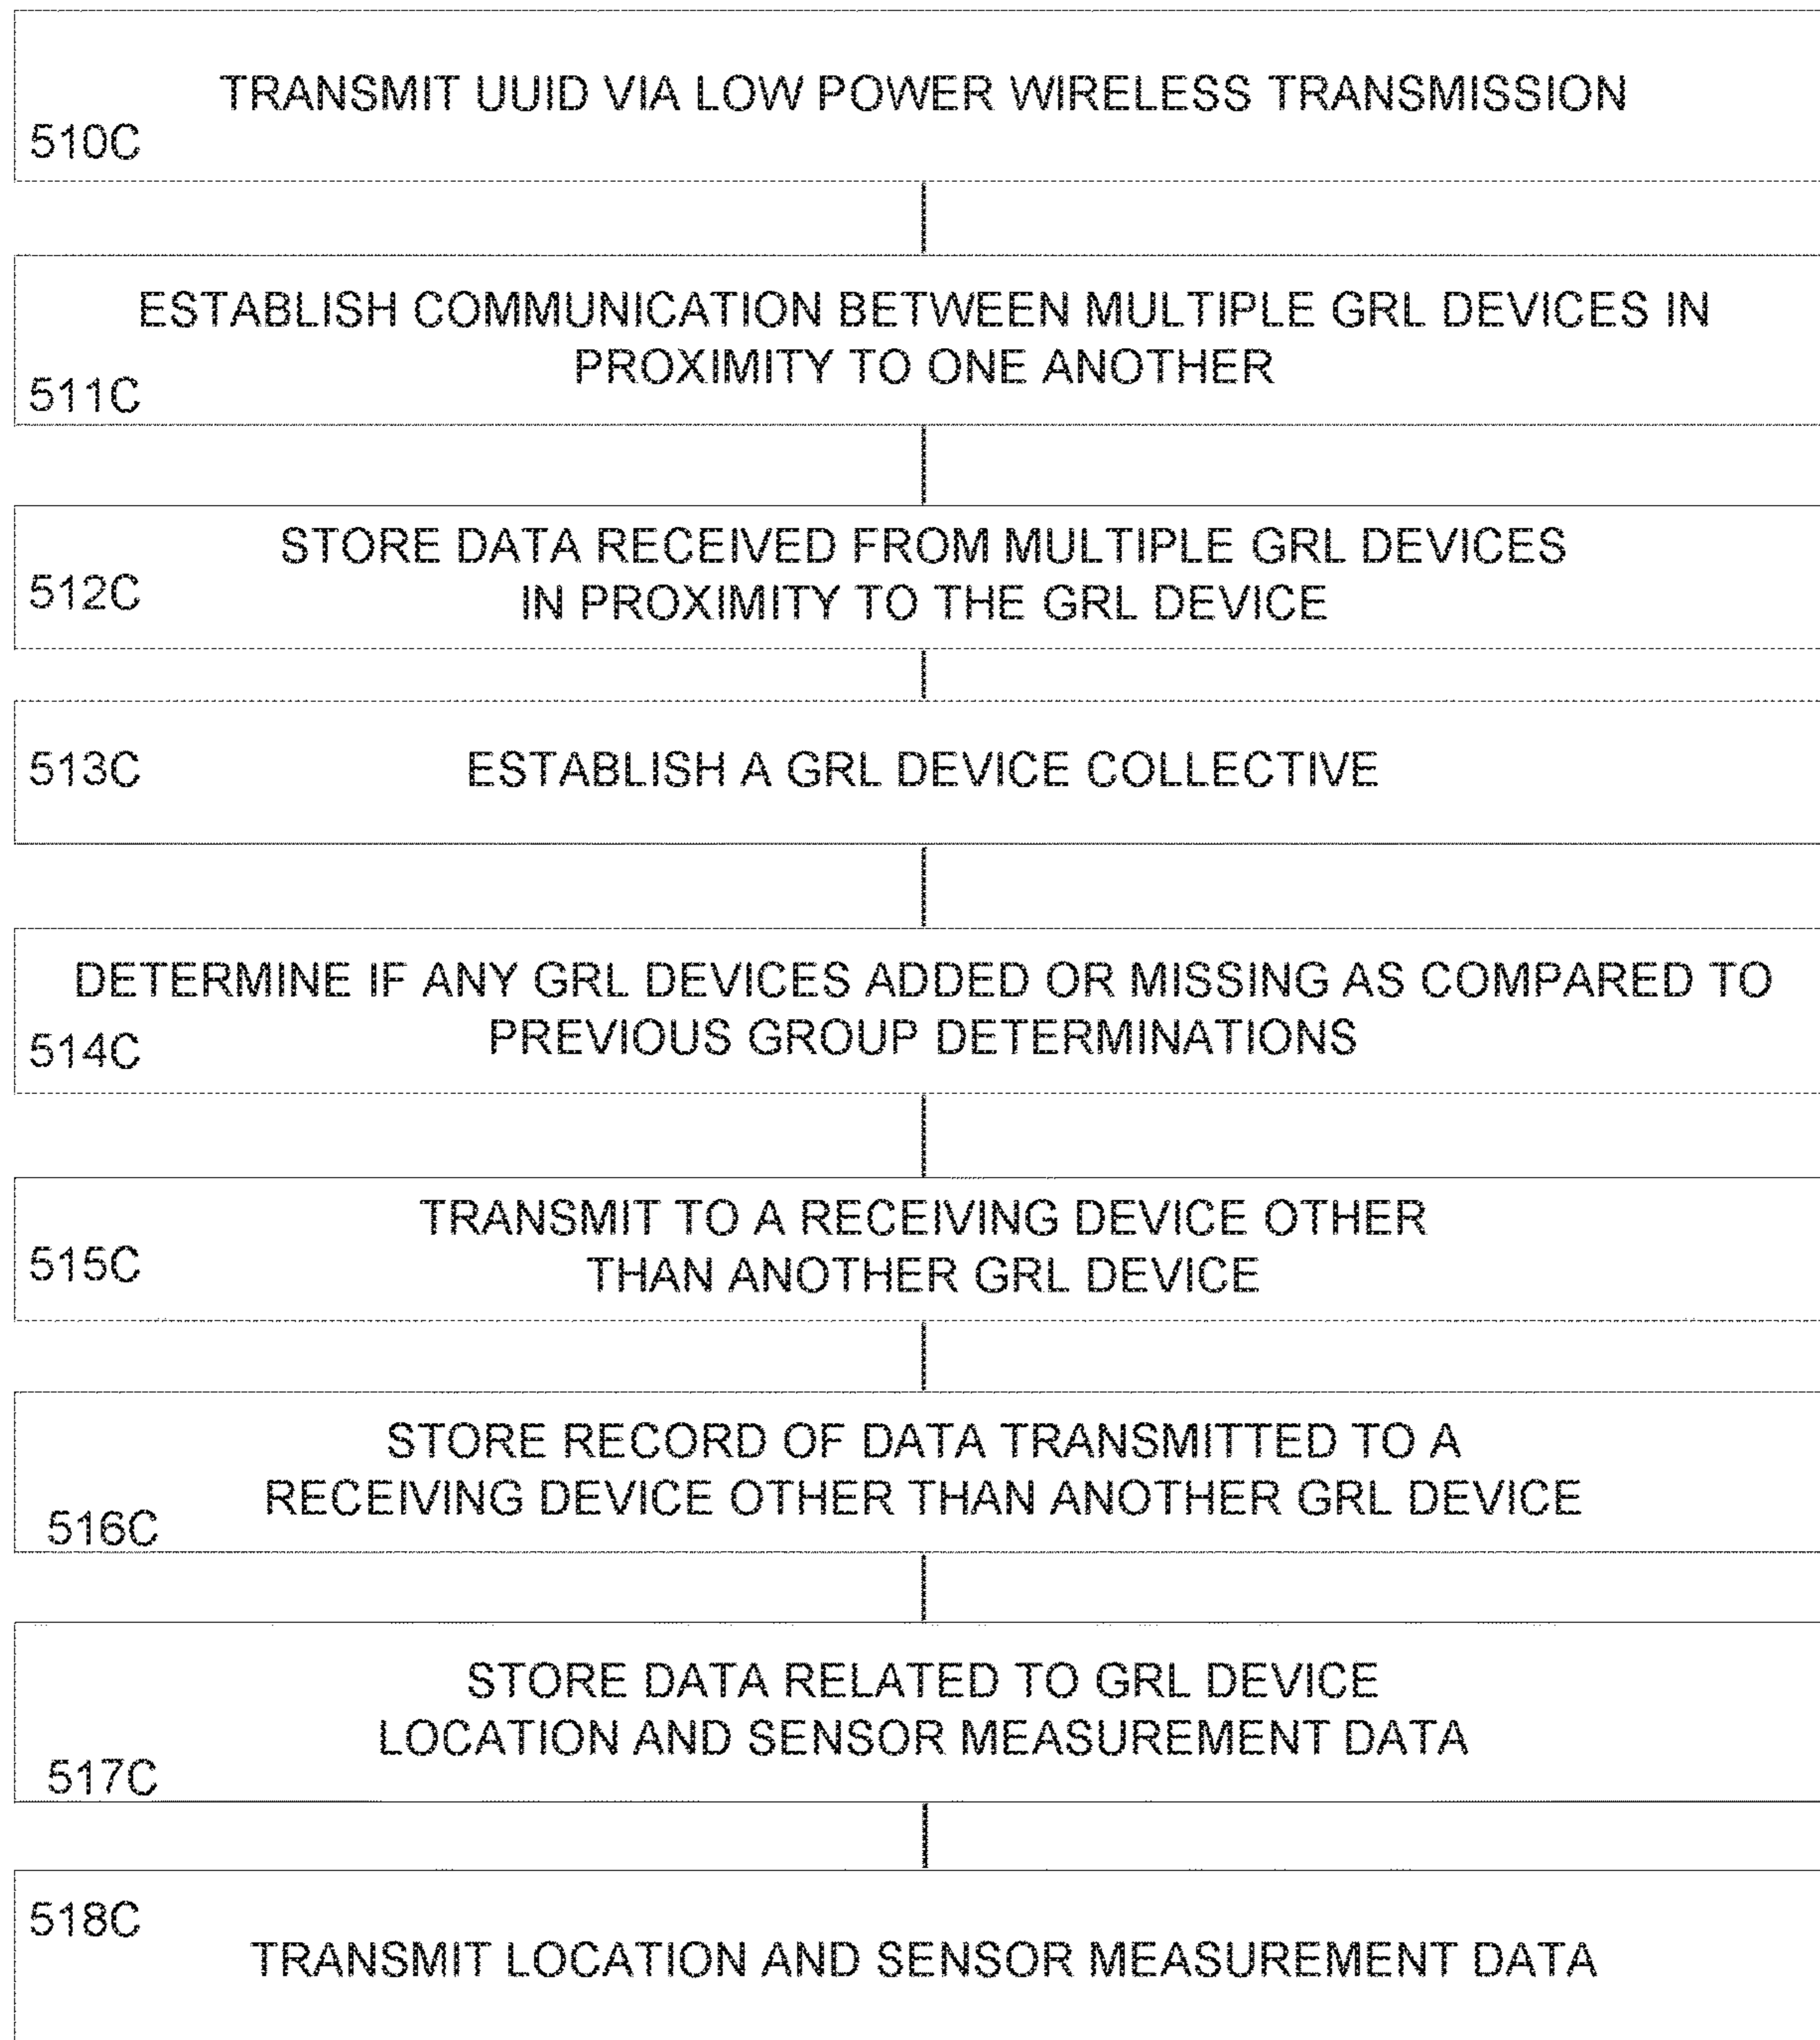 TRANSMIT UUID VIA LOW POWER WIRELESS TRANSMISSION
510C
ESTABLISH COMMUNICATION BETWEEN MULTIPLE GRL DEVICES IN
PROXIMITY TO ONE ANOTHER
511C
STORE DATA RECEIVED FROM MULTIPLE GRL DEVICES
512C
IN PROXIMITY TO THE GRL DEVICE
513C ESTABLISH A GRL DEVICE COLLECTIVE
DETERMINE IF ANY GRL DEVICES ADDED OR MISSING AS COMPARED TO
PREVIOUS GROUP DETERMINATIONS
514C
TRANSMIT TO A RECEIVING DEVICE OTHER
515C
THAN ANOTHER GRL DEVICE
STORE RECORD OF DATA TRANSMITTED TO A
RECEIVING DEVICE OTHER THAN ANOTHER GRL DEVICE
516C
STORE DATA RELATED TO GRL DEVICE
LOCATION AND SENSOR MEASUREMENT DATA
517C
518C
TRANSMIT LOCATION AND SENSOR MEASUREMENT DATA